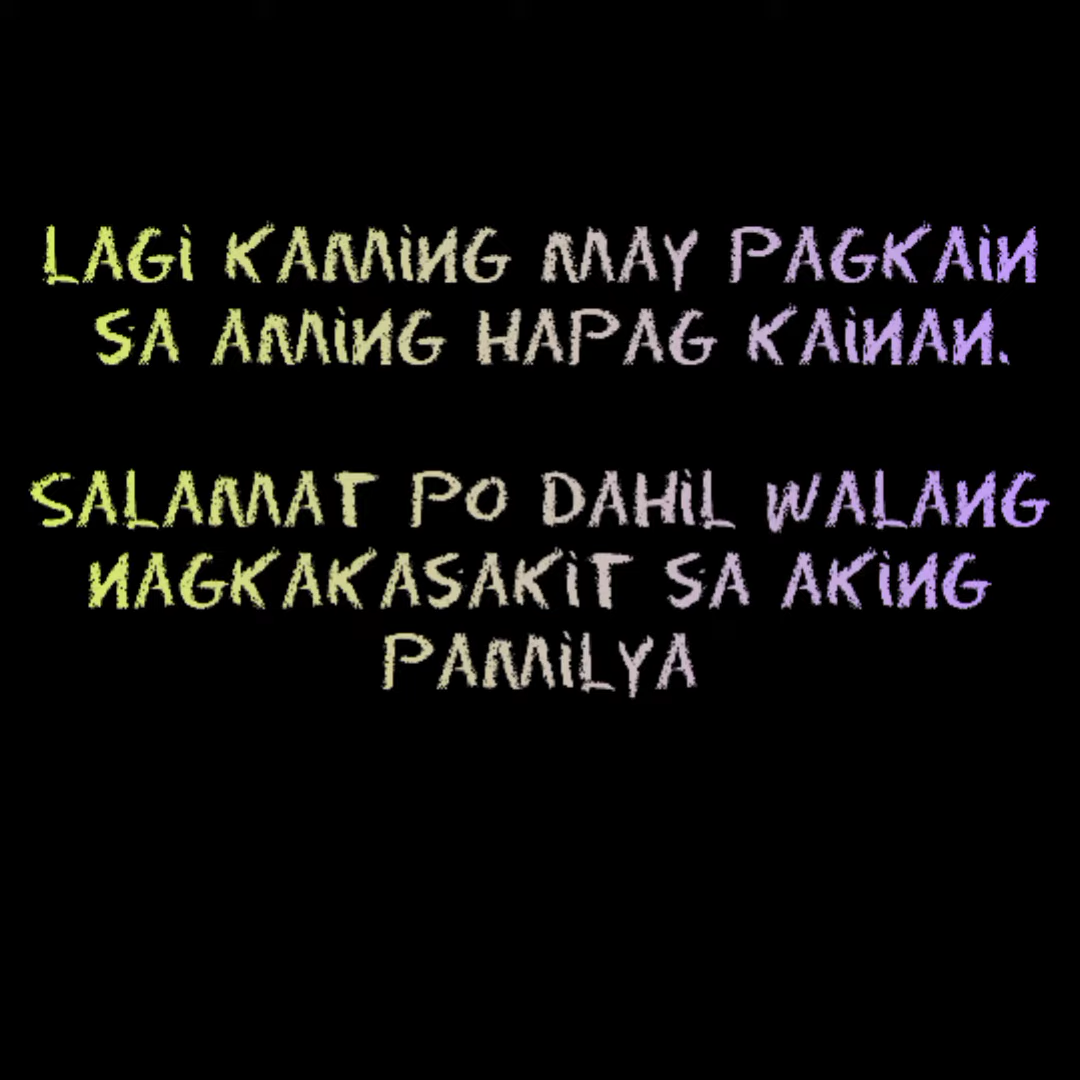 LAGi KAMiNG MAY PAGKAiN
SA AMiNG HAPAG KAiNAN.
SALAMAT PO DAHiL WALANG
NAGKAKASAKiT SA AKiNG
PAMiLYA